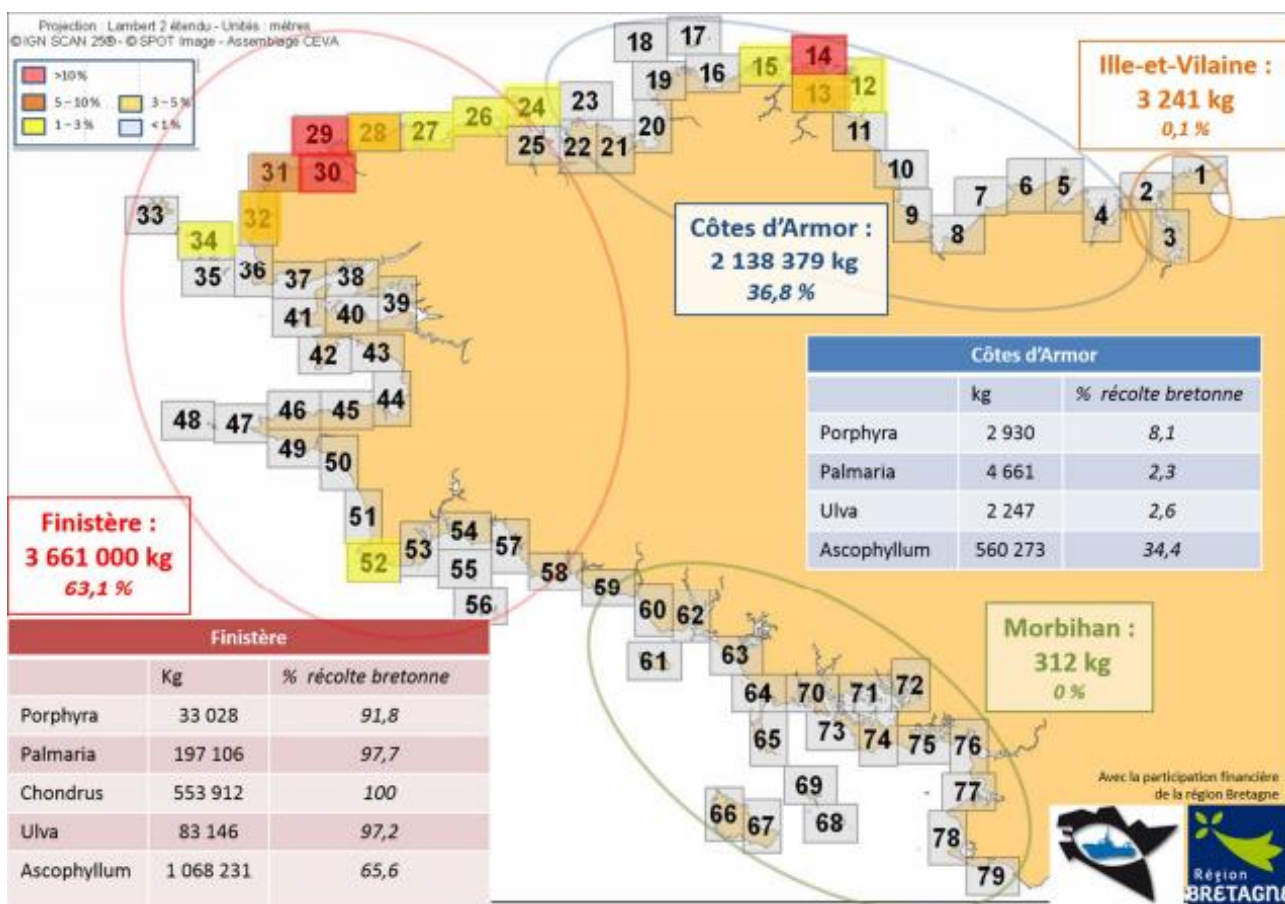 Projection : Lambert 2 étendu - Unités : mètres
© IGN SCAN 25® - © SPOT Image - Assemblage CEVA
>10 %
5 – 10 % 3 – 5 %
1 – 3 % < 1 %
18 17
19 16 15 14
13 12
Ille-et-Vilaine :
3 241 kg
0,1 %
29 28 27 26 24 23
25 22 21 20
11
10
31 30
9 8 7 6 5 4 2 1
3
33 32
34
35 36 37 38
39
41 40
42 43
44
Côtes d'Armor :
2 138 379 kg
36,8 %
48 47 46 45
49 50
51
52 53 54
55
56
57 58 59
60 62
61
63
64 70 71 72
65 73 74 75 76
69
66 67 68
77
78
79
Côtes d'Armor
kg % récolte bretonne
Porphyra 2 930 8,1
Palmaria 4 661 2,3
Ulva 2 247 2,6
Ascophyllum 560 273 34,4
Finistère :
3 661 000 kg
63,1 %
Morbihan :
312 kg
0 %
Finistère
Kg % récolte bretonne
Porphyra 33 028 91,8
Palmaria 197 106 97,7
Chondrus 553 912 100
Ulva 83 146 97,2
Ascophyllum 1 068 231 65,6
Avec la participation financière
de la région Bretagne
Région
BRETAGN